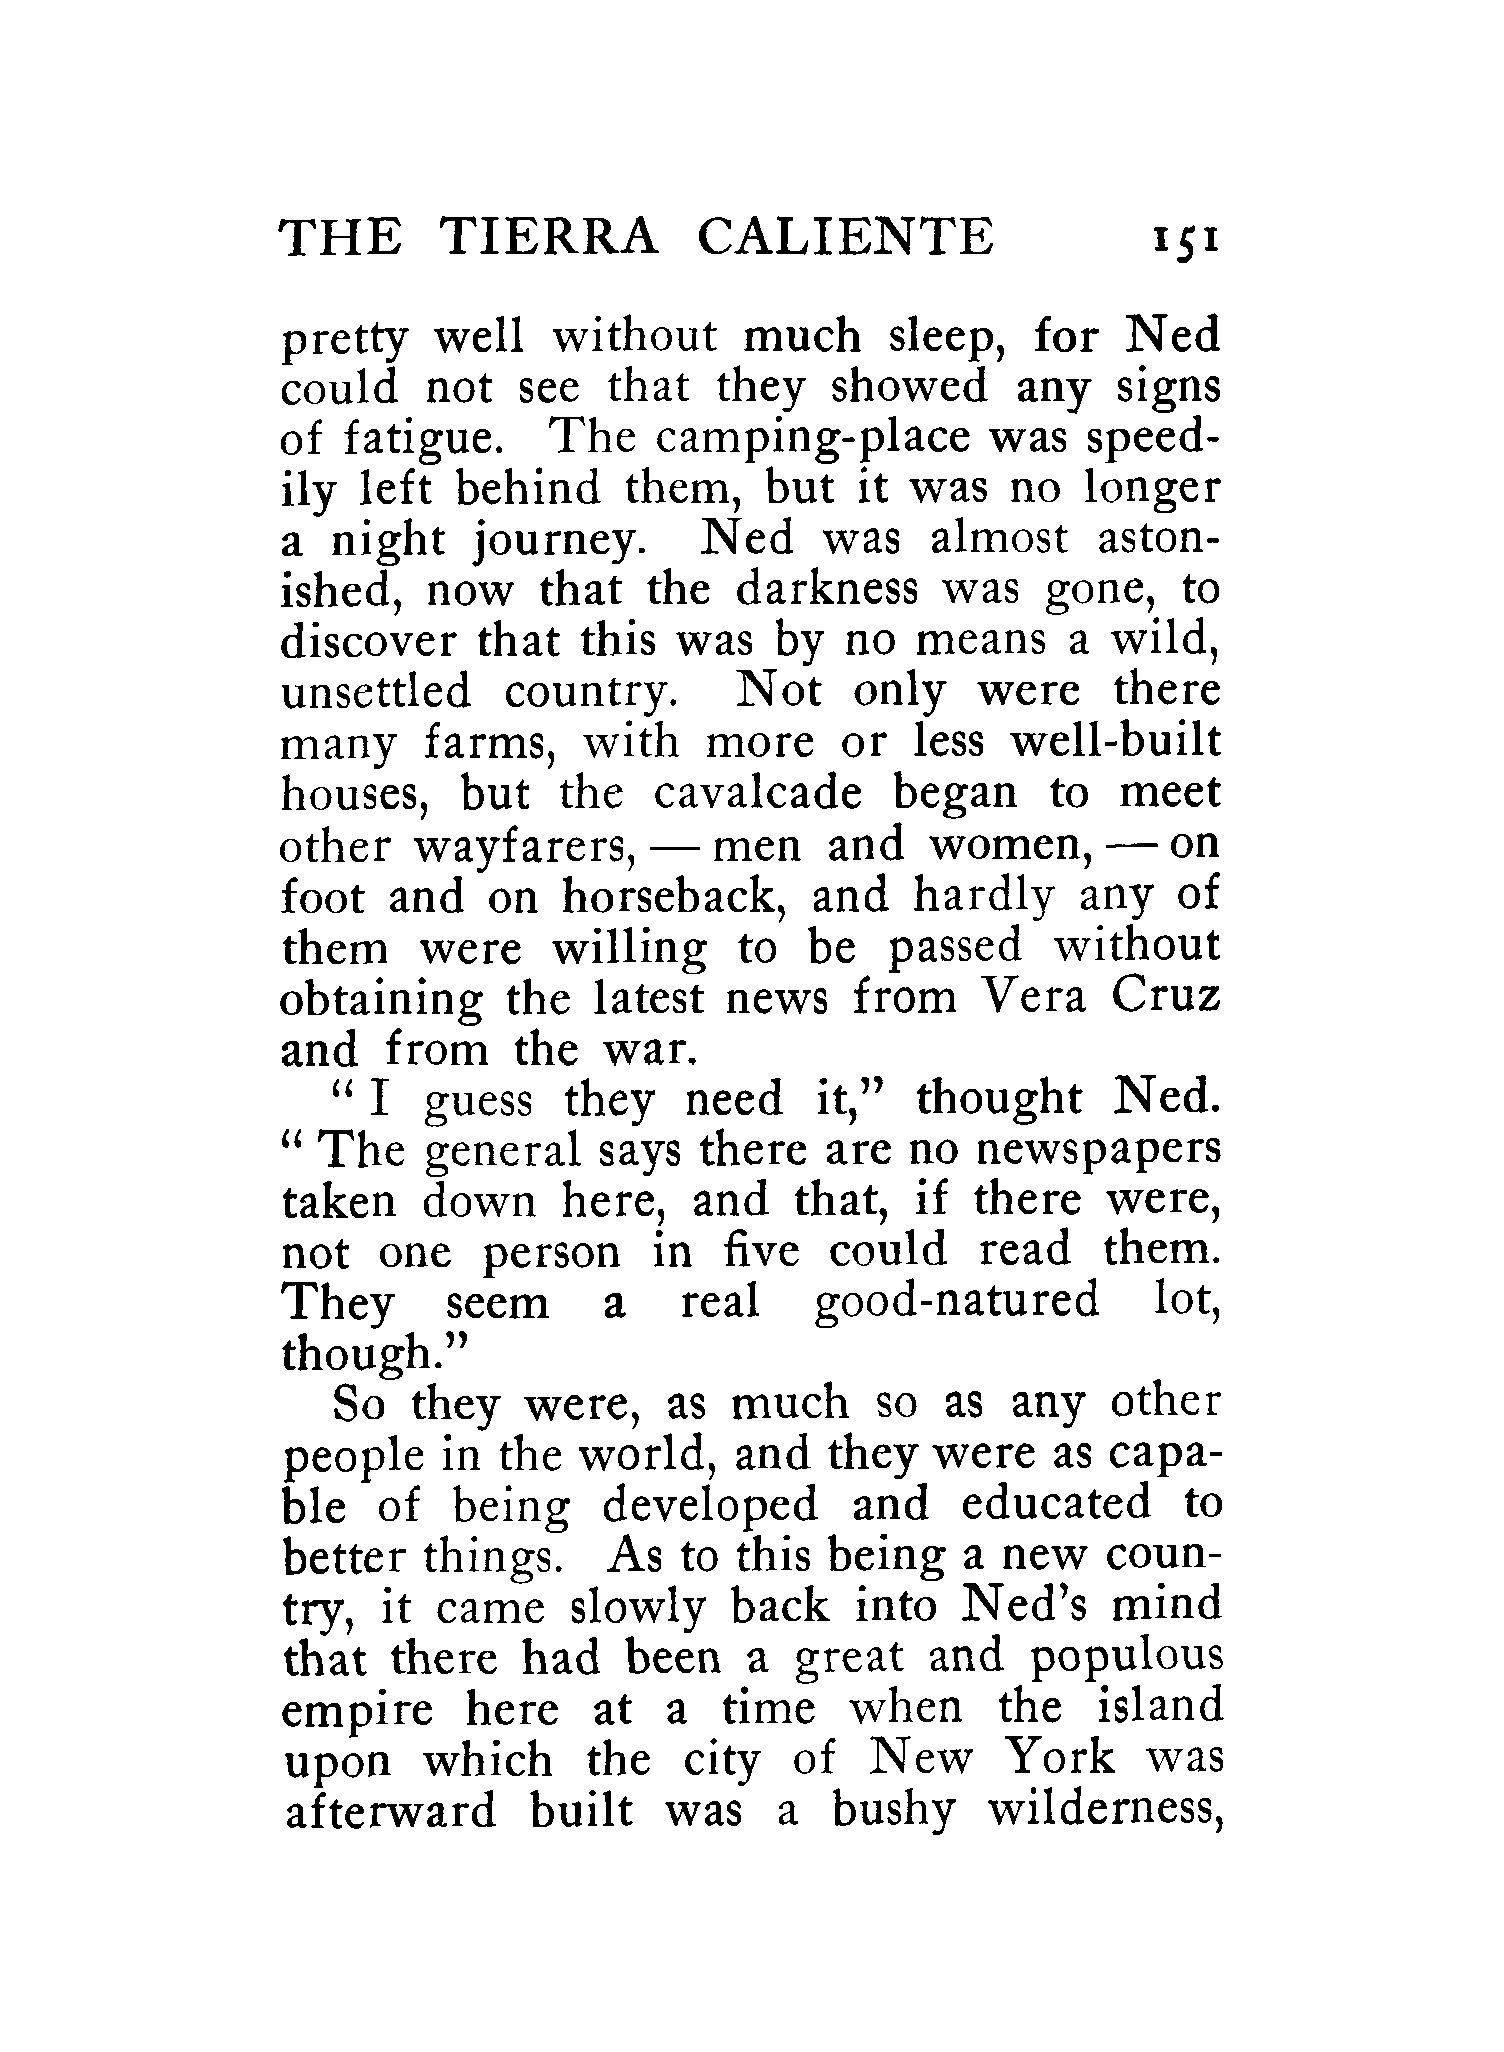 THE TIERRA CALIENTE 151
pretty well without much sleep, for Ned
could not see that they showed any signs
of fatigue. The camping-place was speed-
ily left behind them, but it was no longer
a night journey. Ned was almost aston-
ished, now that the darkness was gone, to
discover that this was by no means a wild,
unsettled country. Not only were there
many farms, with more or less well-built
houses, but the cavalcade began to meet
other wayfarers, — men and women, — on
foot and on horseback, and hardly any of
them were willing to be passed without
obtaining the latest news from Vera Cruz
and from the war.
“ I guess they need it,” thought Ned.
“ The general says there are no newspapers
taken down here, and that, if there were,
not one person in five could read them.
They seem a real good-natured lot,
though.”
So they were, as much so as any other
people in the world, and they were as capa-
ble of being developed and educated to
better things. As to this being a new coun-
try, it came slowly back into Ned’s mind
that there had been a great and populous
empire here at a time when the island
upon which the city of New York was
afterward built was a bushy wilderness,